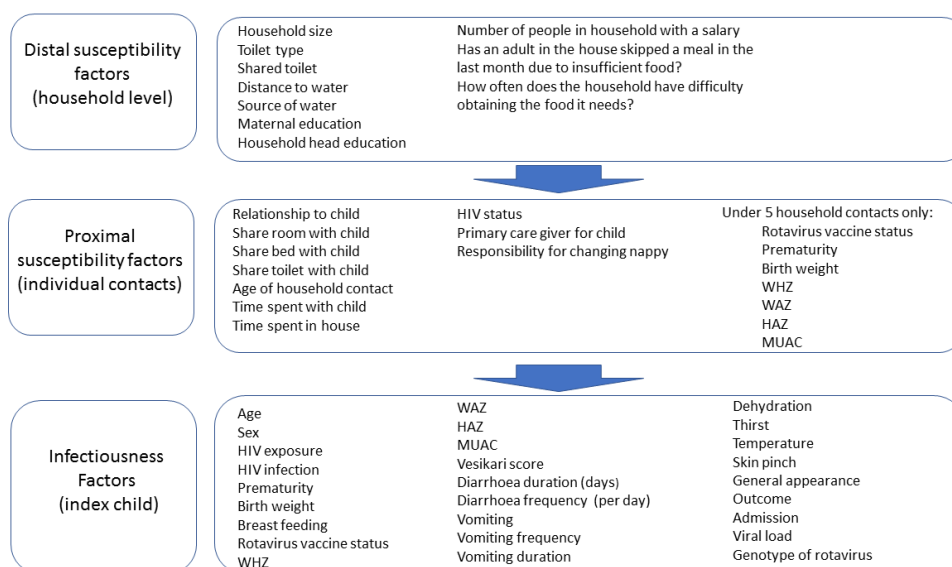 Distal susceptibility
factors
(household level)
Household size
Toilet type
Shared toilet
Distance to water
Source of water
Maternal education
Household head education
Number of people in household with a salary
Has an adult in the house skipped a meal in the
last month due to insufficient food?
How often does the household have difficulty
obtaining the food it needs?
Proximal
susceptibility factors
(individual contacts)
Relationship to child
Share room with child
Share bed with child
Share toilet with child
Age of household contact
Time spent with child
Time spent in house
HIV status
Primary care giver for child
Responsibility for changing nappy
Under 5 household contacts only:
Rotavirus vaccine status
Prematurity
Birth weight
WHZ
WAZ
HAZ
MUAC
Infectiousness
Factors
(index child)
Age
Sex
HIV exposure
HIV infection
Prematurity
Birth weight
Breast feeding
Rotavirus vaccine status
WHZ
WAZ
HAZ
MUAC
Vesikari score
Diarrhoea duration (days)
Diarrhoea frequency (per day)
Vomiting
Vomiting frequency
Vomiting duration
Dehydration
Thirst
Temperature
Skin pinch
General appearance
Outcome
Admission
Viral load
Genotype of rotavirus